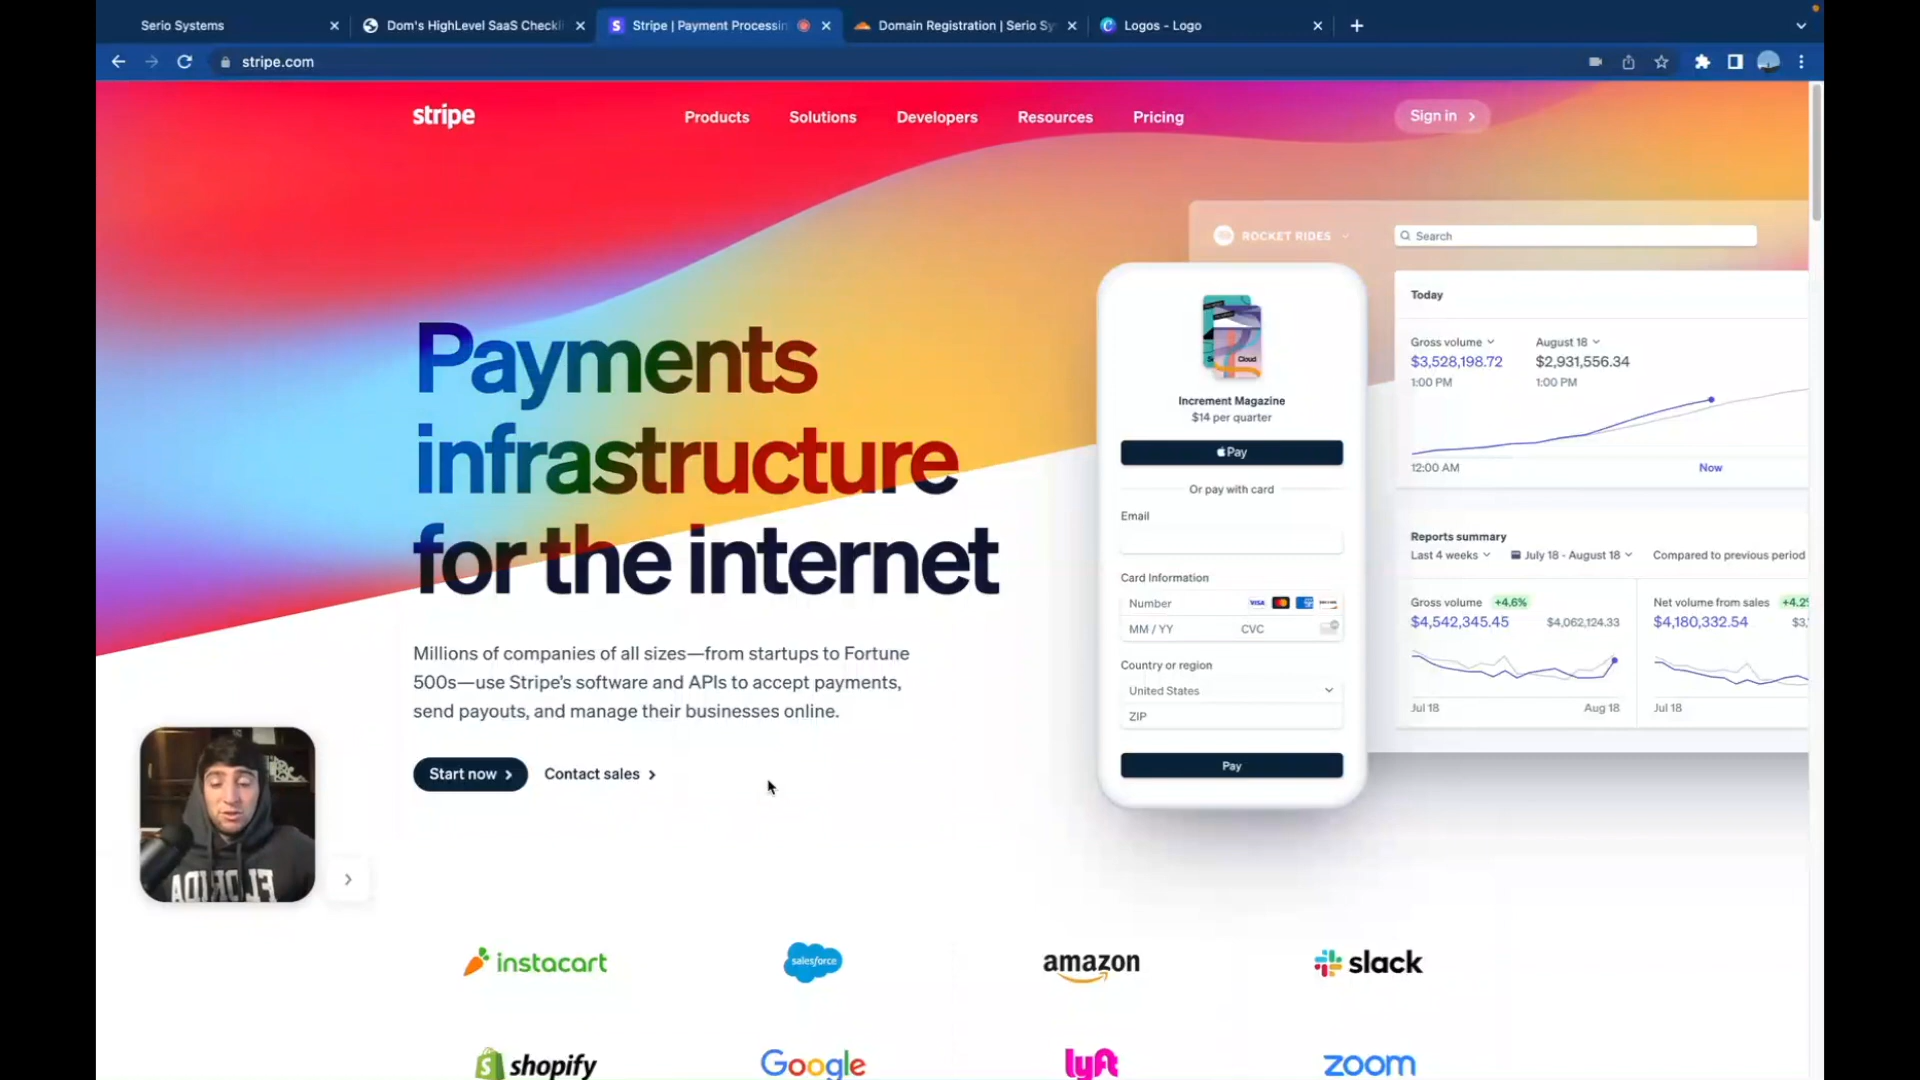 Serio Systems
Dom's HighLevel SaaS Checkli
Stripe | Payment Processin
Domain Registration | Serio Sy
Logos - Logo
stripe.com
stripe
Products
Solutions
Developers
Resources
Pricing
Sign in
ROCKET RIDES
Search
Payments
infrastructure
for the internet
Millions of companies of all sizes—from startups to Fortune
500s—use Stripe's software and APIs to accept payments,
send payouts, and manage their businesses online.
Start now
Contact sales
Cloud
Increment Magazine
$14 per quarter
Pay
Or pay with card
Email
Card Information
Number
VISA
MM / YY
CVC
Country or region
United States
ZIP
Pay
Today
Gross volume
August 18
$3,528,198.72
$2,931,556.34
1:00 PM
1:00 PM
12:00 AM
Now
Reports summary
Last 4 weeks
July 18 - August 18
Compared to previous period
Gross volume +4.6%
Net volume from sales +4.2%
$4,542,345.45
$4,062,124.33
$4,180,332.54
$3,
Jul 18
Aug 18
Jul 18
FLORIDA
instacart
salesforce
amazon
slack
shopify
Google
lyft
zoom